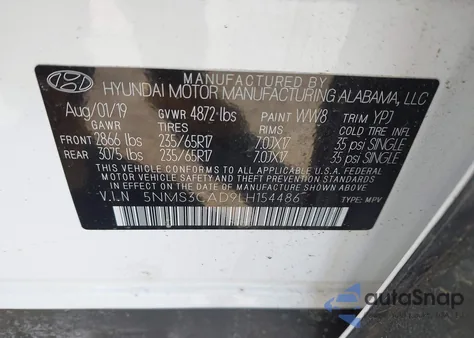 MANUFACTURED BY
HYUNDAI MOTOR MANUFACTURING ALABAMA, LLC
Aug/01/19 GVWR 4872-lbs PAINT WW8 TRIM YPJ
GAWR TIRES RIMS COLD TIRE INFL
FRONT 2866 lbs 235/65R17 7.0JX17 35 psi SINGLE
REAR 3075 lbs 235/65R17 7.0JX17 35 psi SINGLE
THIS VEHICLE CONFORMS TO ALL APPLICABLE U.S.A. FEDERAL
MOTOR VEHICLE SAFETY AND THEFT PREVENTION
STANDARDS IN EFFECT ON THE DATE OF MANUFACTURE
V.I.N 5NMS3CAD9LH154486 TYPE: MPV
autoSnap